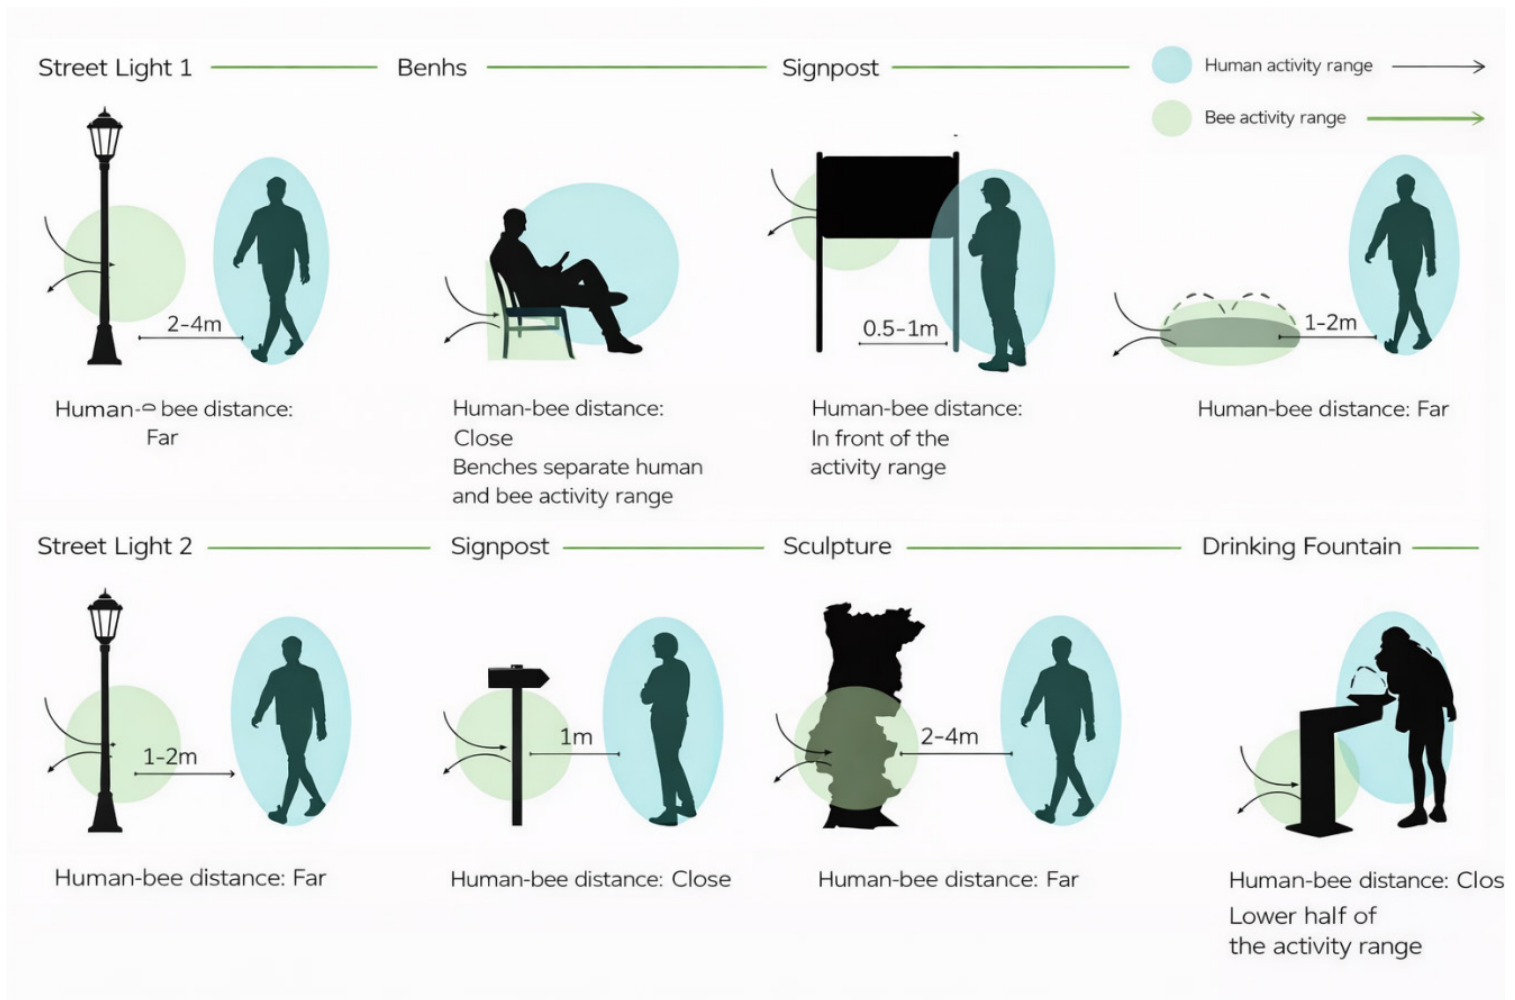 Street Light 1
Benhs
Signpost
Human activity range
Bee activity range
2-4m
0.5-1m
1-2m
Human- bee distance:
Far
Human-bee distance:
Close
Benches separate human
and bee activity range
Human-bee distance:
In front of the
activity range
Human-bee distance: Far
Street Light 2
Signpost
Sculpture
Drinking Fountain
1-2m
1m
2-4m
Human-bee distance: Far
Human-bee distance: Close
Human-bee distance: Far
Human-bee distance: Clos
Lower half of
the activity range